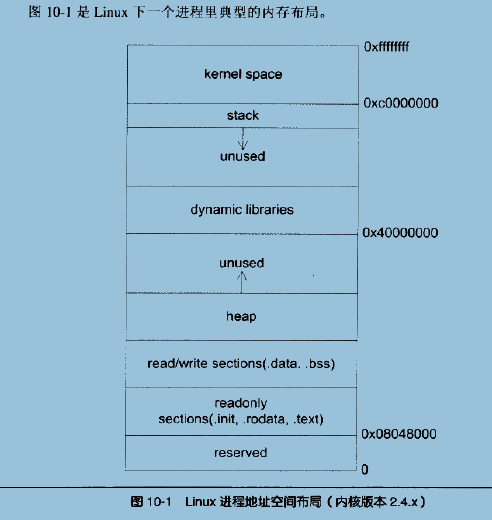 图 10-1 是 Linux 下一个进程里典型的内存布局。
0xffffffff
kernel space
0xc0000000
stack
unused
dynamic libraries
0x40000000
unused
heap
read/write sections(.data. .bss)
readonly
sections(.init, .rodata, .text)
0x08048000
reserved
0
图 10-1 Linux 进程地址空间布局（内核版本 2.4.x）